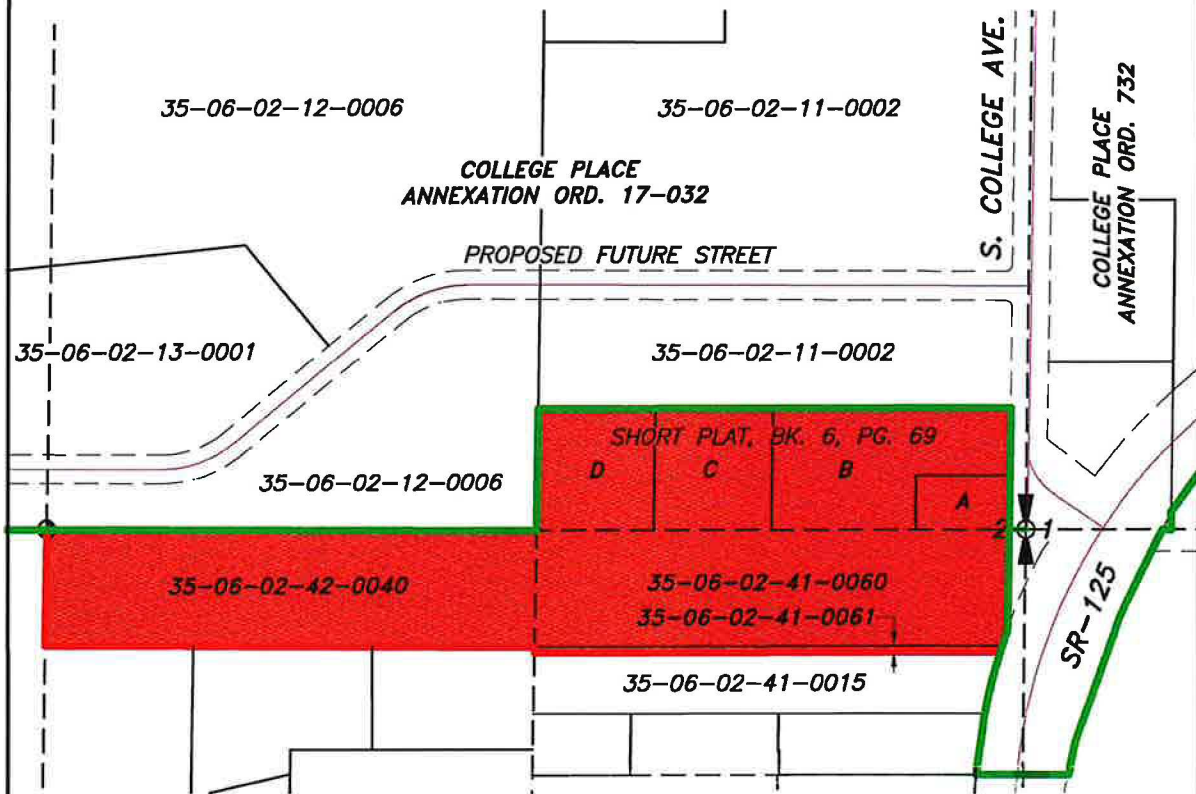 35-06-02-12-0006
35-06-02-11-0002
S. COLLEGE AVE.
COLLEGE PLACE
ANNEXATION ORD. 732
COLLEGE PLACE
ANNEXATION ORD. 17-032
PROPOSED FUTURE STREET
35-06-02-13-0001
35-06-02-11-0002
SHORT PLAT, BK. 6, PG. 69
D
C
B
A
35-06-02-12-0006
2
1
35-06-02-42-0040
35-06-02-41-0060
35-06-02-41-0061
SR-125
35-06-02-41-0015